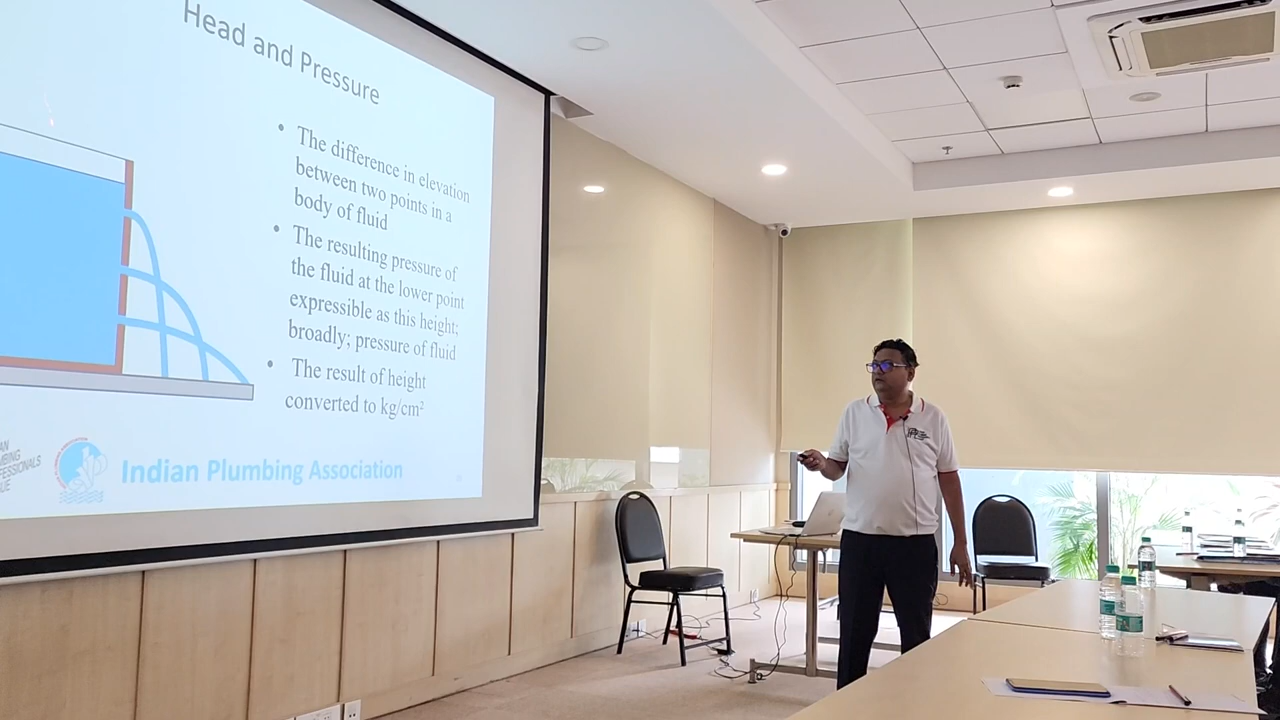 Head and Pressure
• The difference in elevation
between two points in a
body of fluid
• The resulting pressure of
the fluid at the lower point
expressible as this height;
broadly; pressure of fluid
• The result of height
converted to kg/cm²
Indian Plumbing Association